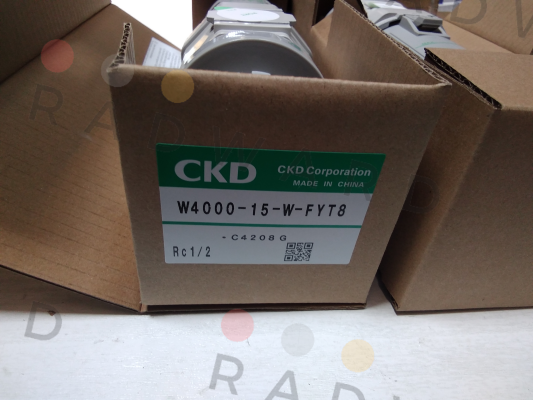 CKD
CKD Corporation
MADE IN CHINA
W4000-15-W-FYT8
-C4208G
Rc1/2